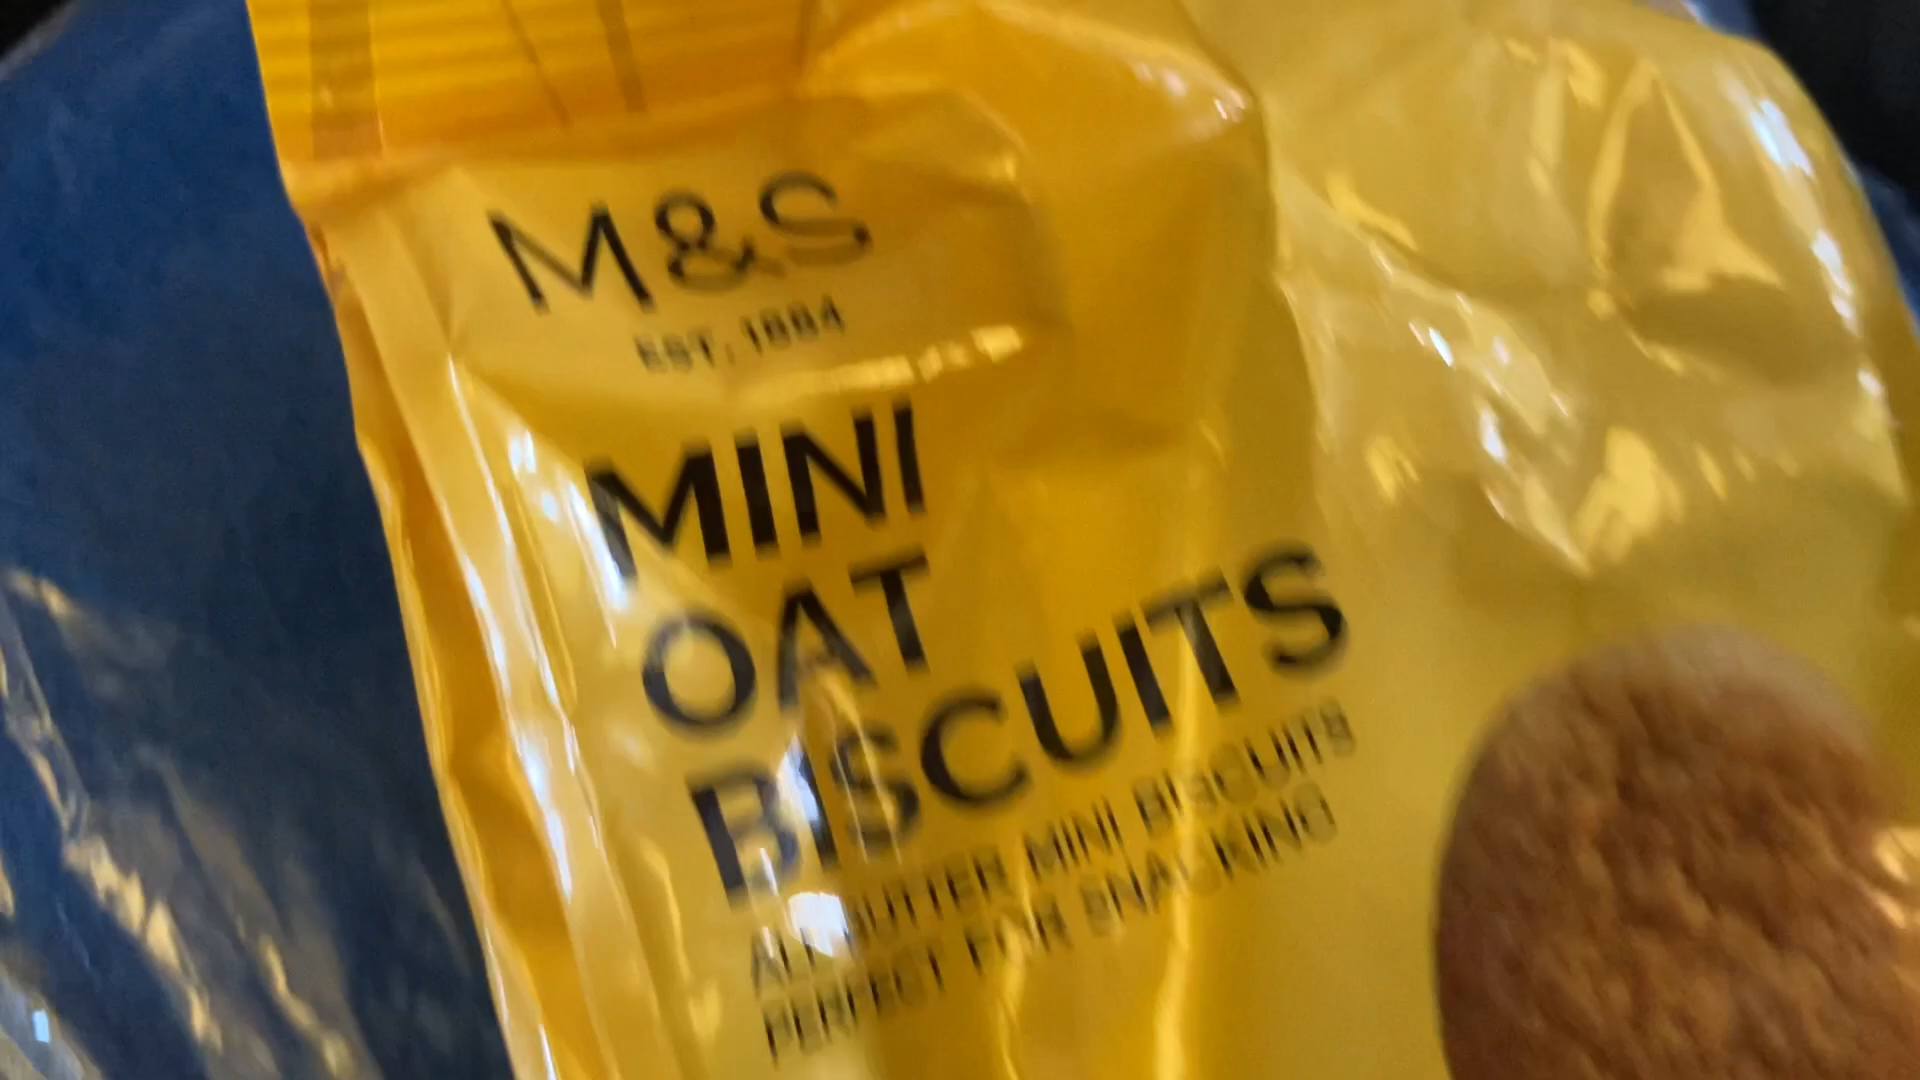 M&S
EST. 1884
MINI
OAT
BISCUITS
ALL BUTTER MINI BISCUITS
PERFECT FOR SNACKING